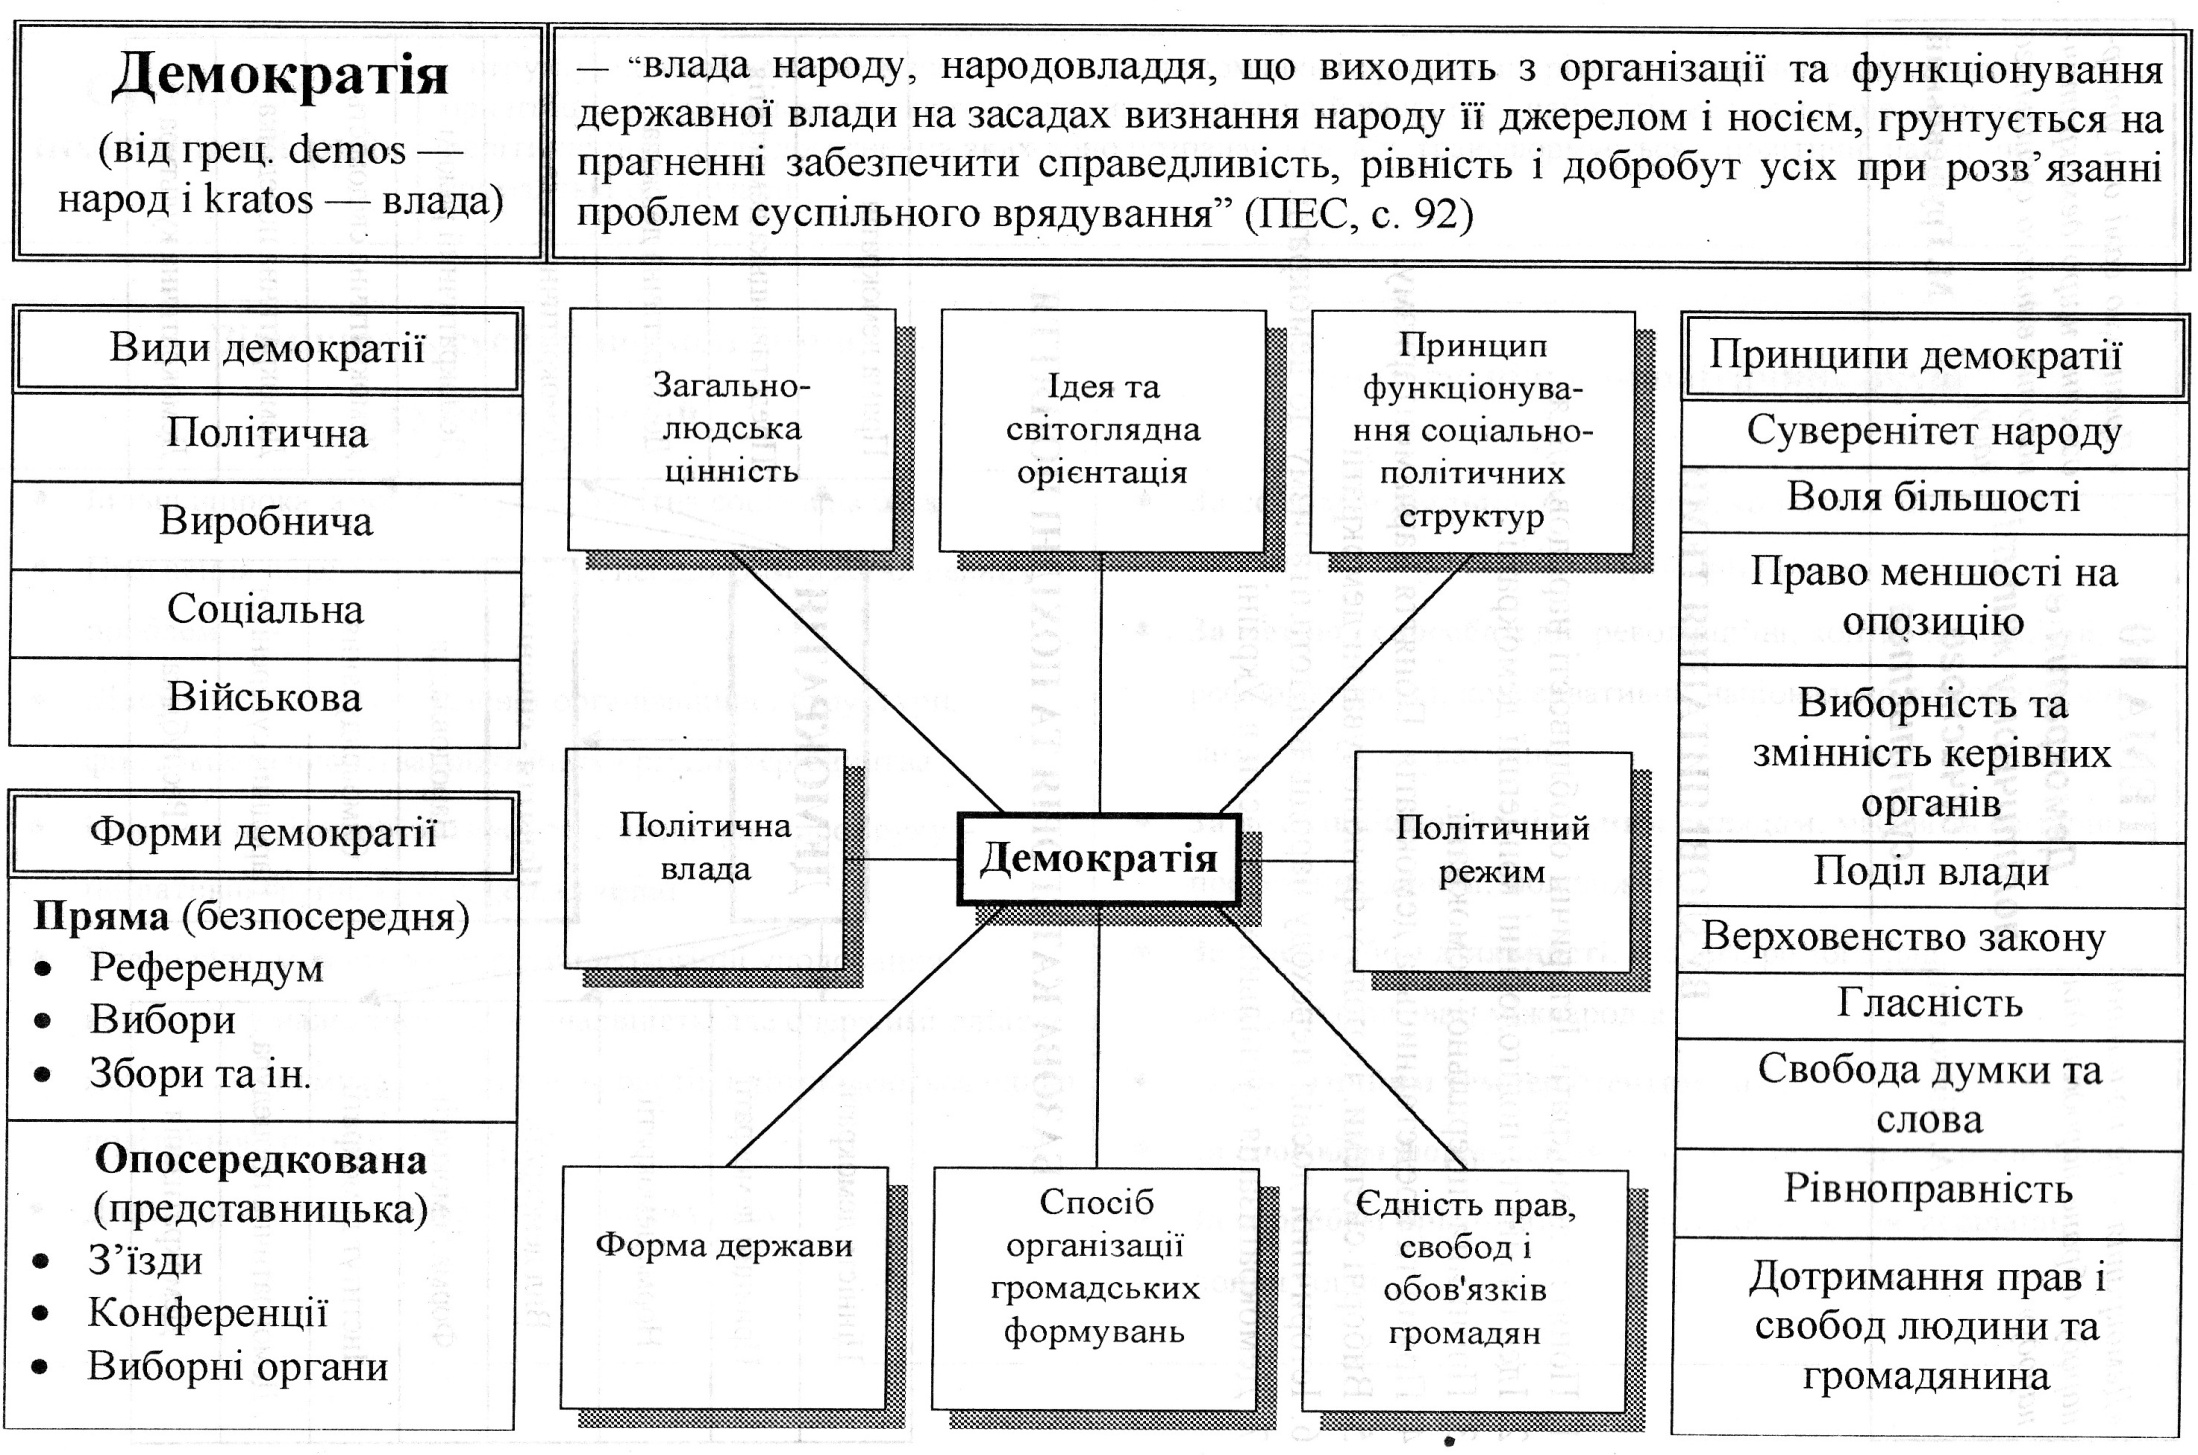 Демократія
(від грец. demos —
народ і kratos — влада)
— “влада народу, народовладдя, що виходить з організації та функціонування
державної влади на засадах визнання народу її джерелом і носієм, грунтується на
прагненні забезпечити справедливість, рівність і добробут усіх при розв’язанні
проблем суспільного врядування” (ПЕС, с. 92)
Види демократії
Політична
Виробнича
Соціальна
Військова
Форми демократії
Пряма (безпосередня)
• Референдум
• Вибори
• Збори та ін.
Опосередкована
(представницька)
• З’їзди
• Конференції
• Виборні органи
Загально-
людська
цінність
Ідея та
світоглядна
орієнтація
Принцип
функціонува-
ння соціально-
політичних
структур
Політична
влада
Демократія
Політичний
режим
Форма держави
Спосіб
організації
громадських
формувань
Єдність прав,
свобод і
обов'язків
громадян
Принципи демократії
Суверенітет народу
Воля більшості
Право меншості на
опозицію
Виборність та
змінність керівних
органів
Поділ влади
Верховенство закону
Гласність
Свобода думки та
слова
Рівноправність
Дотримання прав і
свобод людини та
громадянина